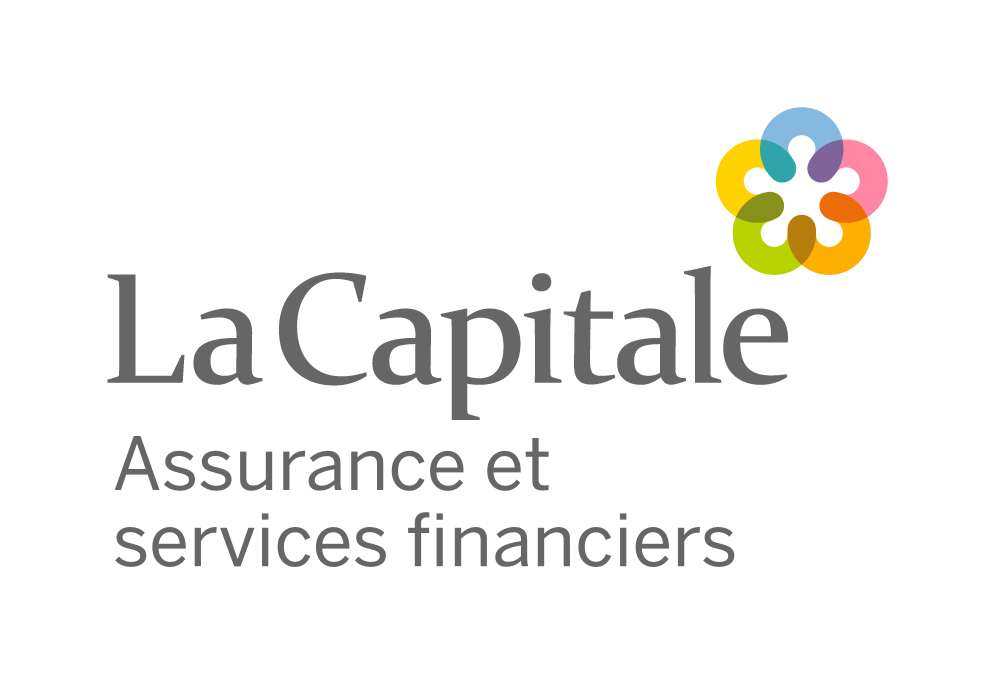 La Capitale
Assurance et
services financiers